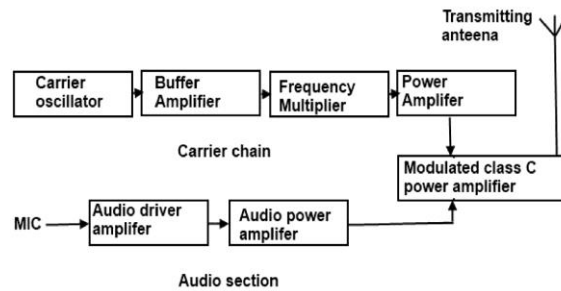 Transmitting
anteena
Carrier
oscillator
Buffer
Amplifier
Frequency
Multiplier
Power
Amplifer
Carrier chain
Modulated class C
power amplifier
MIC
Audio driver
amplifer
Audio power
amplifer
Audio section